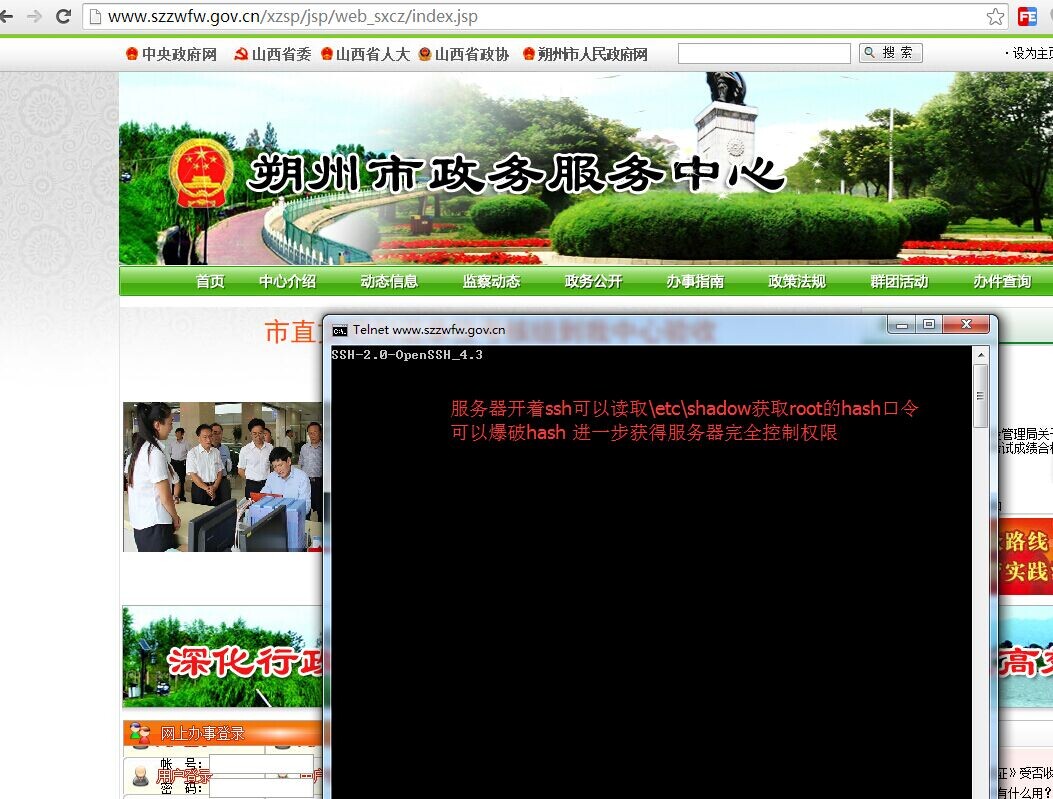 www.szzwfw.gov.cn/xzsp/jsp/web_sxcz/index.jsp
中央政府网 山西省委 山西省人大 山西省政协 朔州市人民政府网 搜 索 · 设为主页
朔州市政务服务中心
首页 中心介绍 动态信息 监察动态 政务公开 办事指南 政策法规 群团活动 办件查询
市直
Telnet www.szzwfw.gov.cn
SSH-2.0-OpenSSH_4.3
服务器开着ssh可以读取\etc\shadow获取root的hash口令
可以爆破hash 进一步获得服务器完全控制权限
管理局关于
试成绩合格
路线
实践
深化行政
高
网上办事登录
帐 号：
用户登录
密 码：
证》受否收
有什么用？